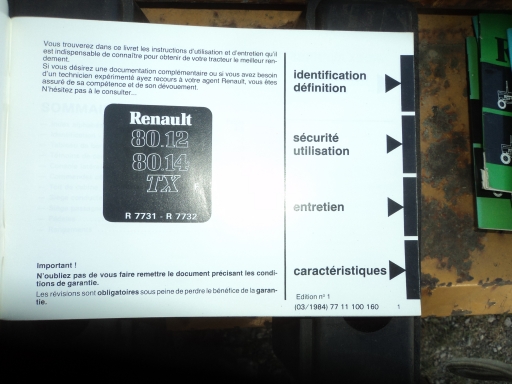 Vous trouverez dans ce livret les instructions d'utilisation et d'entretien qu'il
est indispensable de connaître pour obtenir de votre tracteur le meilleur ren-
dement.
Si vous désirez une documentation complémentaire ou si vous avez besoin
d'un technicien expérimenté ayez recours à votre agent Renault, vous êtes
assuré de sa compétence et de son dévouement.
N'hésitez pas à le consulter...
Renault
80.12
80.14
TX
R 7731 - R 7732
Important !
N'oubliez pas de vous faire remettre le document précisant les condi-
tions de garantie.
Les révisions sont obligatoires sous peine de perdre le bénéfice de la garan-
tie.
identification
définition
sécurité
utilisation
entretien
caractéristiques
Edition nº 1
(03/1984) 77 11 100 160
1